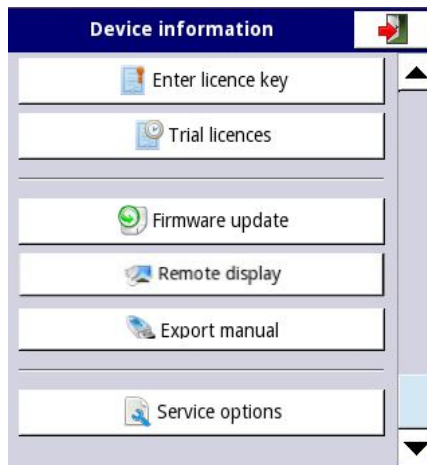 Device information
Enter licence key
Trial licences
Firmware update
Remote display
Export manual
Service options